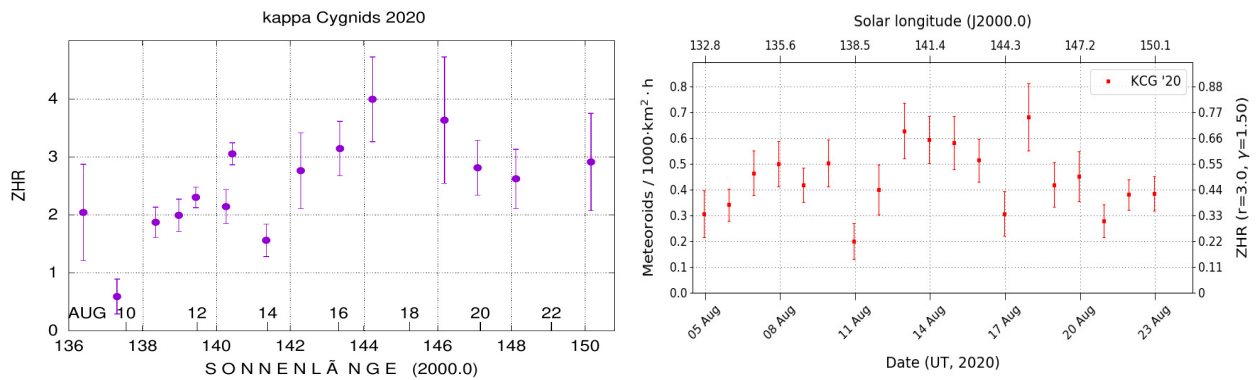 kappa Cygnids 2020
ZHR
4
3
2
1
0
AUG 10 12 14 16 18 20 22
136 138 140 142 144 146 148 150
SONNENLÃ NGE (2000.0)
Solar longitude (J2000.0)
132.8 135.6 138.5 141.4 144.3 147.2 150.1
KCG '20
Meteoroids / 1000·km² · h
0.8
0.7
0.6
0.5
0.4
0.3
0.2
0.1
0.0
0.88
0.77
0.66
0.55
0.44
0.33
0.22
0.11
0
ZHR (r=3.0, γ=1.50)
05 Aug 08 Aug 11 Aug 14 Aug 17 Aug 20 Aug 23 Aug
Date (UT, 2020)